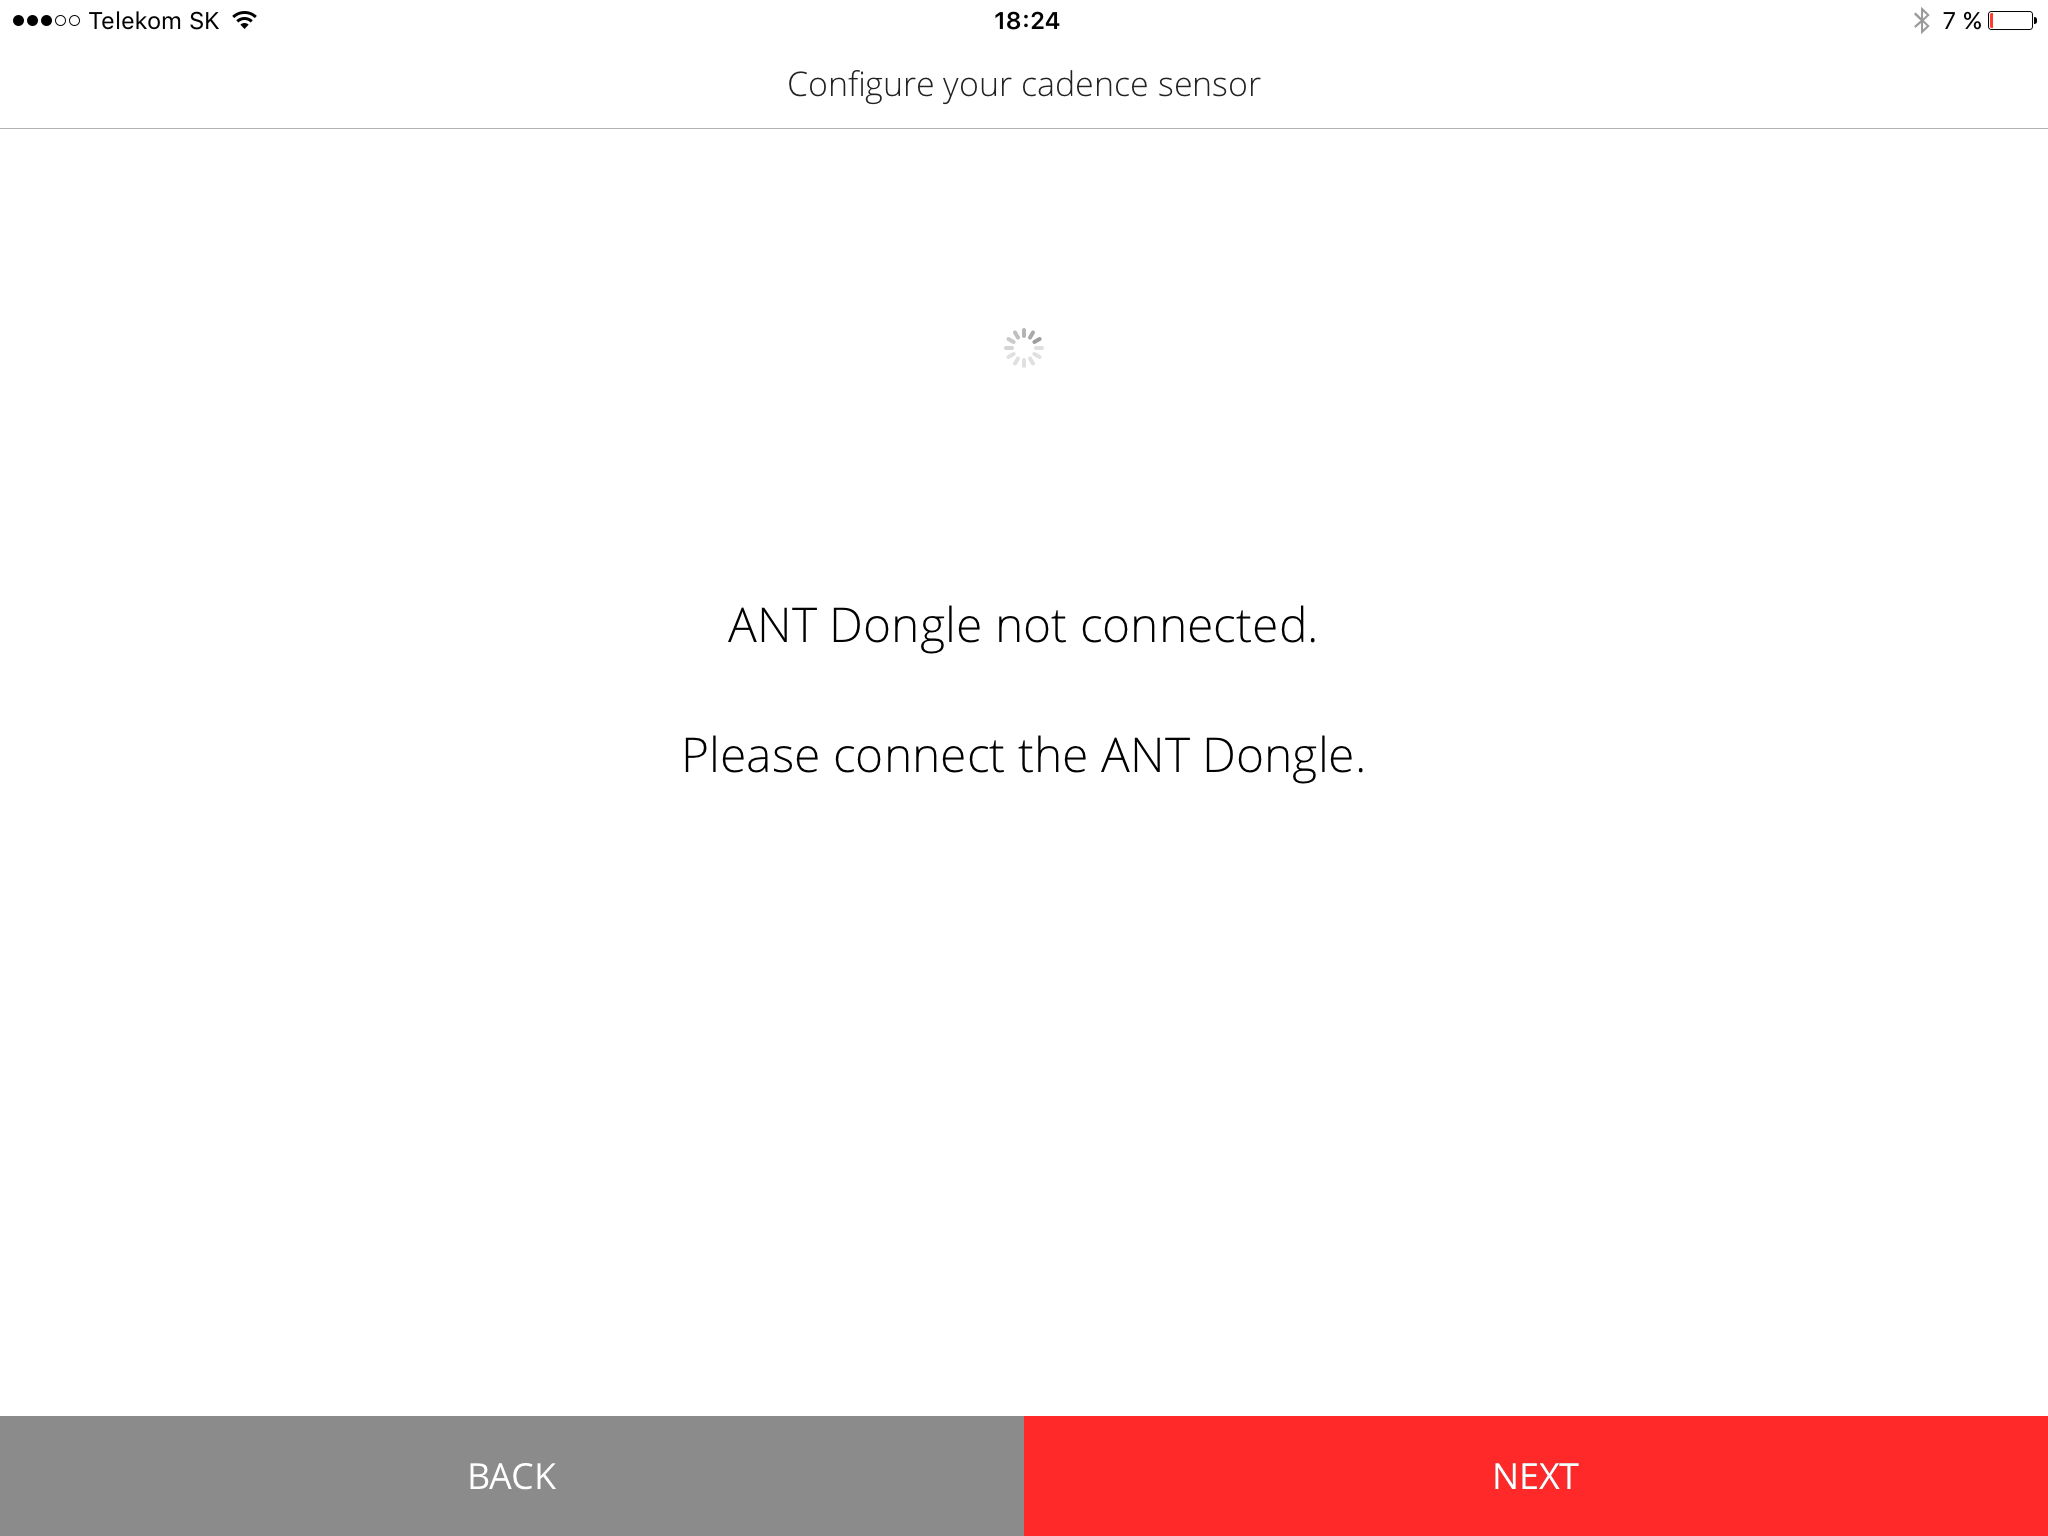 Telekom SK 18:24 7 %
Configure your cadence sensor
ANT Dongle not connected.
Please connect the ANT Dongle.
BACK NEXT